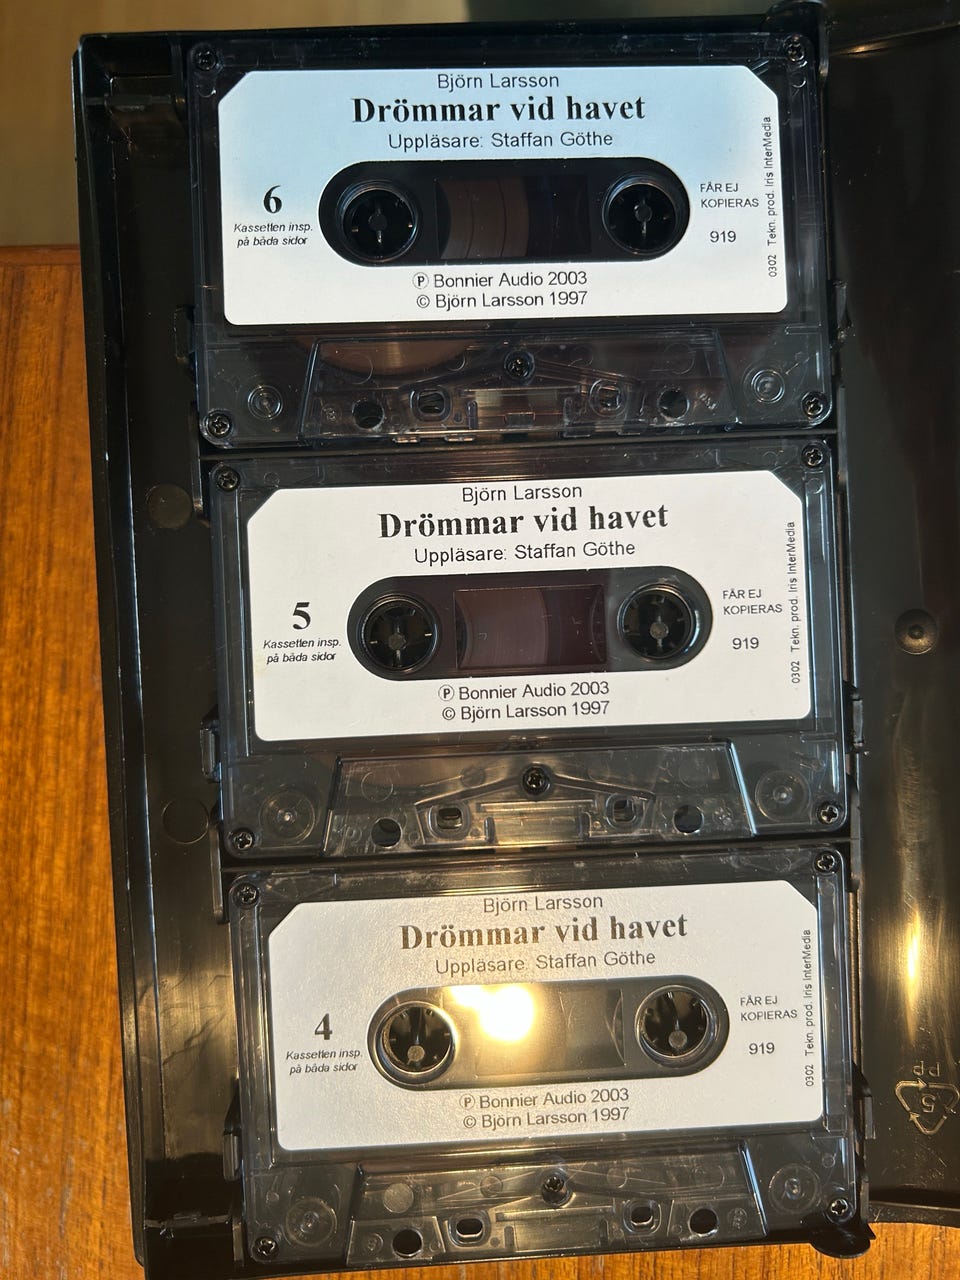 Björn Larsson
Drömmar vid havet
Uppläsare: Staffan Göthe
6
Kassetten insp.
på båda sidor
FÅR EJ
KOPIERAS
919
0302 Tekn. prod. Iris InterMedia
Ⓟ Bonnier Audio 2003
© Björn Larsson 1997
Björn Larsson
Drömmar vid havet
Uppläsare: Staffan Göthe
5
Kassetten insp.
på båda sidor
FÅR EJ
KOPIERAS
919
0302 Tekn. prod. Iris InterMedia
Ⓟ Bonnier Audio 2003
© Björn Larsson 1997
Björn Larsson
Drömmar vid havet
Uppläsare: Staffan Göthe
4
Kassetten insp.
på båda sidor
FÅR EJ
KOPIERAS
919
0302 Tekn. prod. Iris InterMedia
Ⓟ Bonnier Audio 2003
© Björn Larsson 1997
5
PP